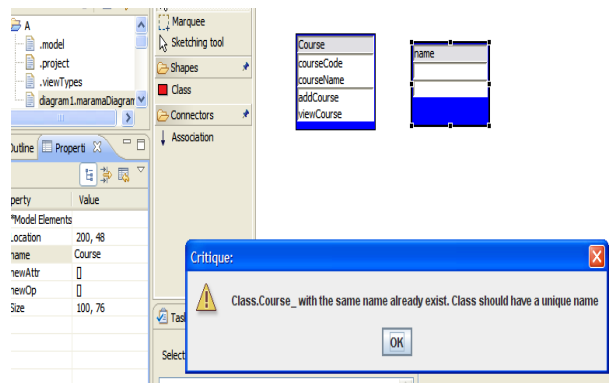 A
.model
.project
.viewTypes
diagram1.maramaDiagram
Outline
Properti
perty
Value
*Model Elements
Location
200, 48
name
Course
newAttr
[]
newOp
[]
Size
100, 76
Marquee
Sketching tool
Shapes
Class
Connectors
Association
Course
courseCode
courseName
addCourse
viewCourse
name
Critique:
Class.Course_ with the same name already exist. Class should have a unique name
OK
Task
Select